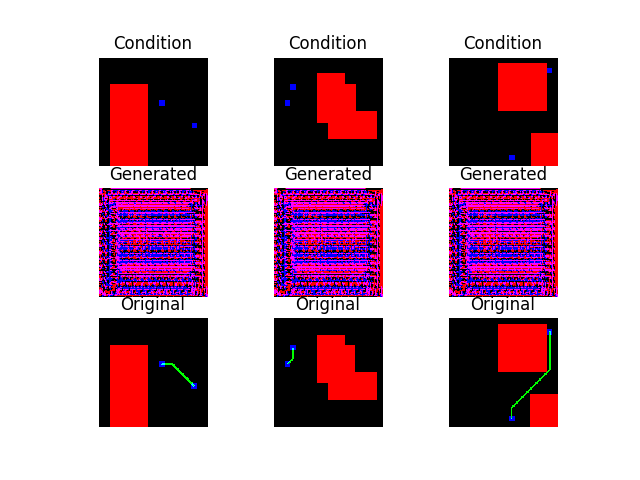 Condition Condition Condition
Generated Generated Generated
Original Original Original